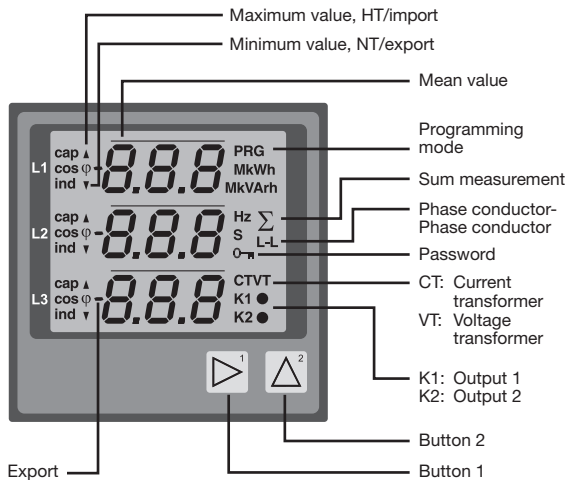 Maximum value, HT/import
Minimum value, NT/export
Mean value
Programming
mode
Sum measurement
Phase conductor-
Phase conductor
Password
CT: Current
transformer
VT: Voltage
transformer
K1: Output 1
K2: Output 2
Button 2
Button 1
Export
L1
cap
cos φ
ind
8.8.8
PRG
MkWh
MkVArh
L2
cap
cos φ
ind
8.8.8
Hz Σ
S
L-L
L3
cap
cos φ
ind
8.8.8
CTVT
K1
K2
1
2